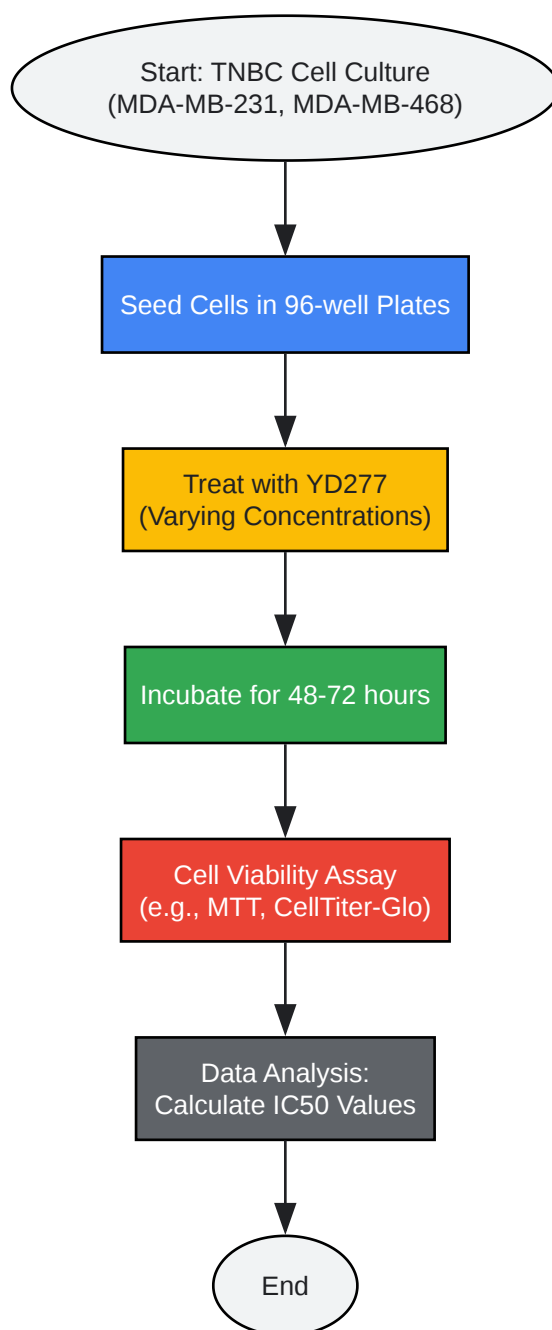 Start: TNBC Cell Culture
(MDA-MB-231, MDA-MB-468)
Seed Cells in 96-well Plates
Treat with YD277
(Varying Concentrations)
Incubate for 48-72 hours
Cell Viability Assay
(e.g., MTT, CellTiter-Glo)
Data Analysis:
Calculate IC50 Values
End